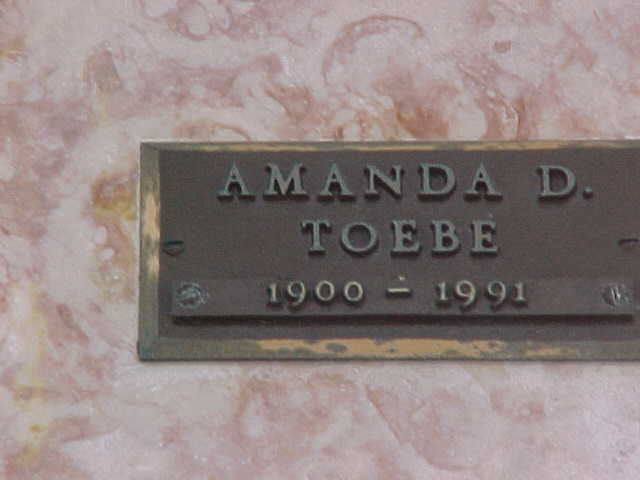 AMANDA D.
TOEBE
1900 – 1991